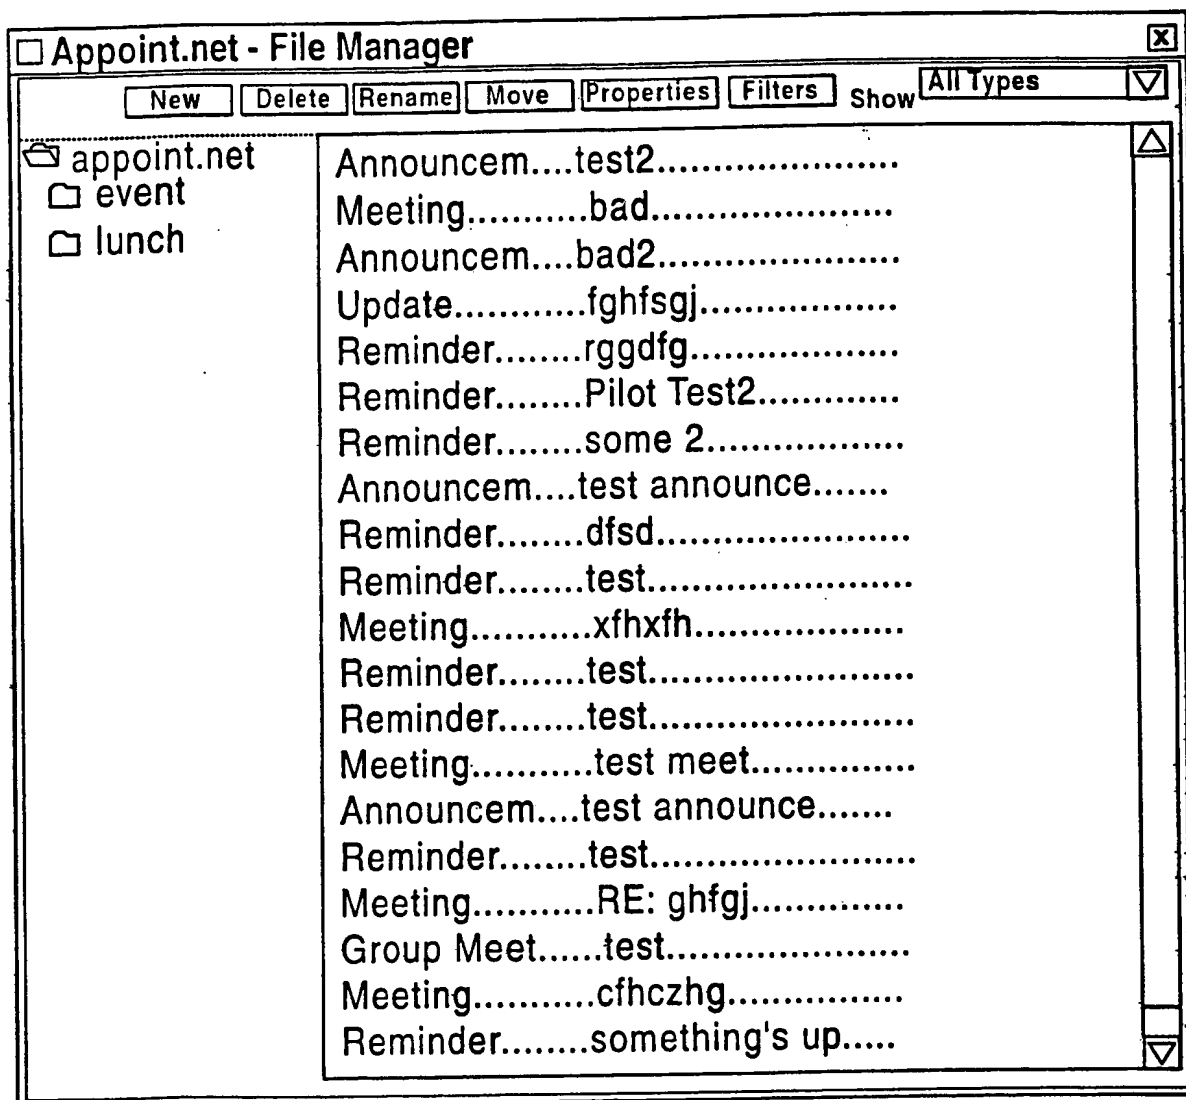 Appoint.net - File Manager
New Delete Rename Move Properties Filters Show All Types
appoint.net
event
lunch
Announcem....test2......................
Meeting...........bad......................
Announcem....bad2......................
Update............fghfsgj..................
Reminder........rggdfg...................
Reminder........Pilot Test2.............
Reminder........some 2..................
Announcem....test announce.......
Reminder........dfsd.......................
Reminder........test........................
Meeting...........xfhxfh...................
Reminder........test........................
Reminder........test........................
Meeting...........test meet...............
Announcem....test announce.......
Reminder........test........................
Meeting...........RE: ghfgj..............
Group Meet......test......................
Meeting...........cfhczhg................
Reminder........something's up.....